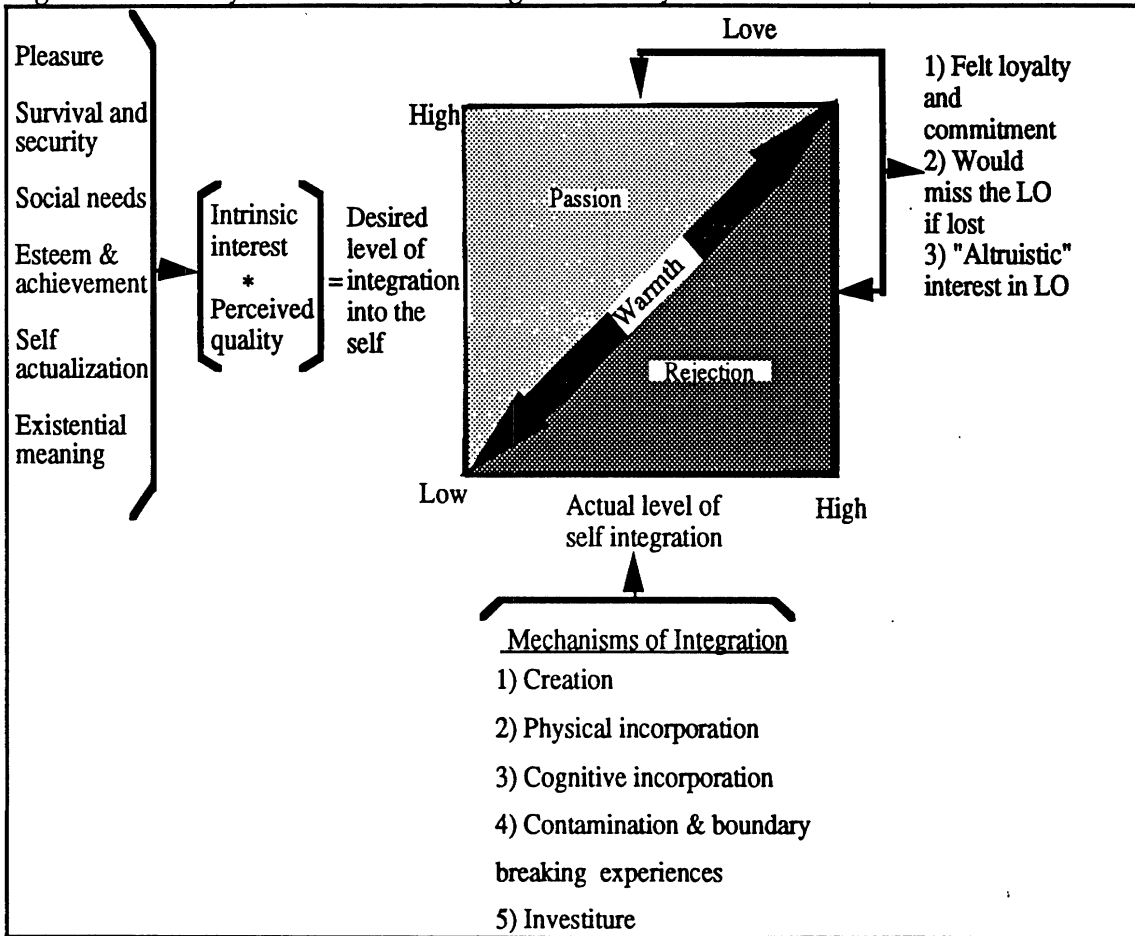 Pleasure
Survival and
security
Social needs
Esteem &
achievement
Self
actualization
Existential
meaning
Intrinsic
interest
*
Perceived
quality
=
Desired
level of
integration
into the
self
High
Low
High
Passion
Warmth
Rejection
Love
1) Felt loyalty
and
commitment
2) Would
miss the LO
if lost
3) "Altruistic"
interest in LO
Actual level of
self integration
Mechanisms of Integration
1) Creation
2) Physical incorporation
3) Cognitive incorporation
4) Contamination & boundary
breaking experiences
5) Investiture